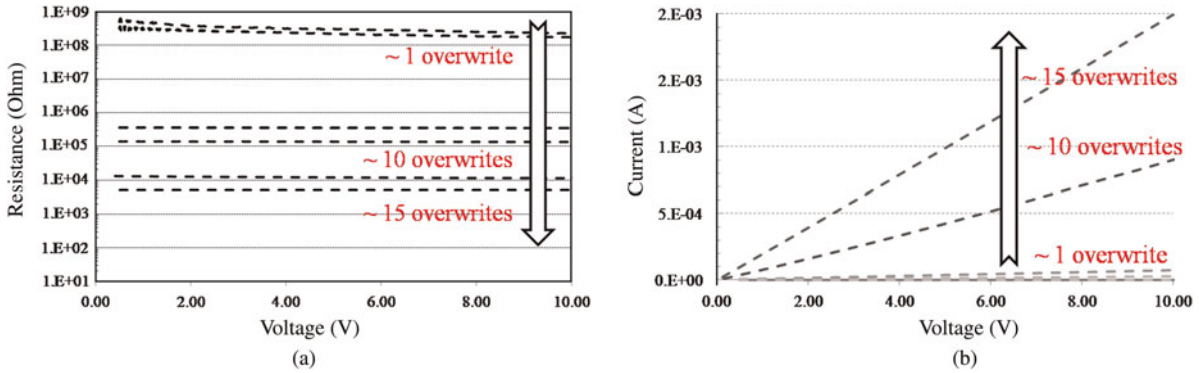 1.E+09
1.E+08
1.E+07
1.E+06
1.E+05
1.E+04
1.E+03
1.E+02
1.E+01
Resistance (Ohm)
~ 1 overwrite
~ 10 overwrites
~ 15 overwrites
0.00 2.00 4.00 6.00 8.00 10.00
Voltage (V)
(a)
2.E-03
2.E-03
1.E-03
5.E-04
0.E+00
Current (A)
~ 15 overwrites
~ 10 overwrites
~ 1 overwrite
0.00 2.00 4.00 6.00 8.00 10.00
Voltage (V)
(b)